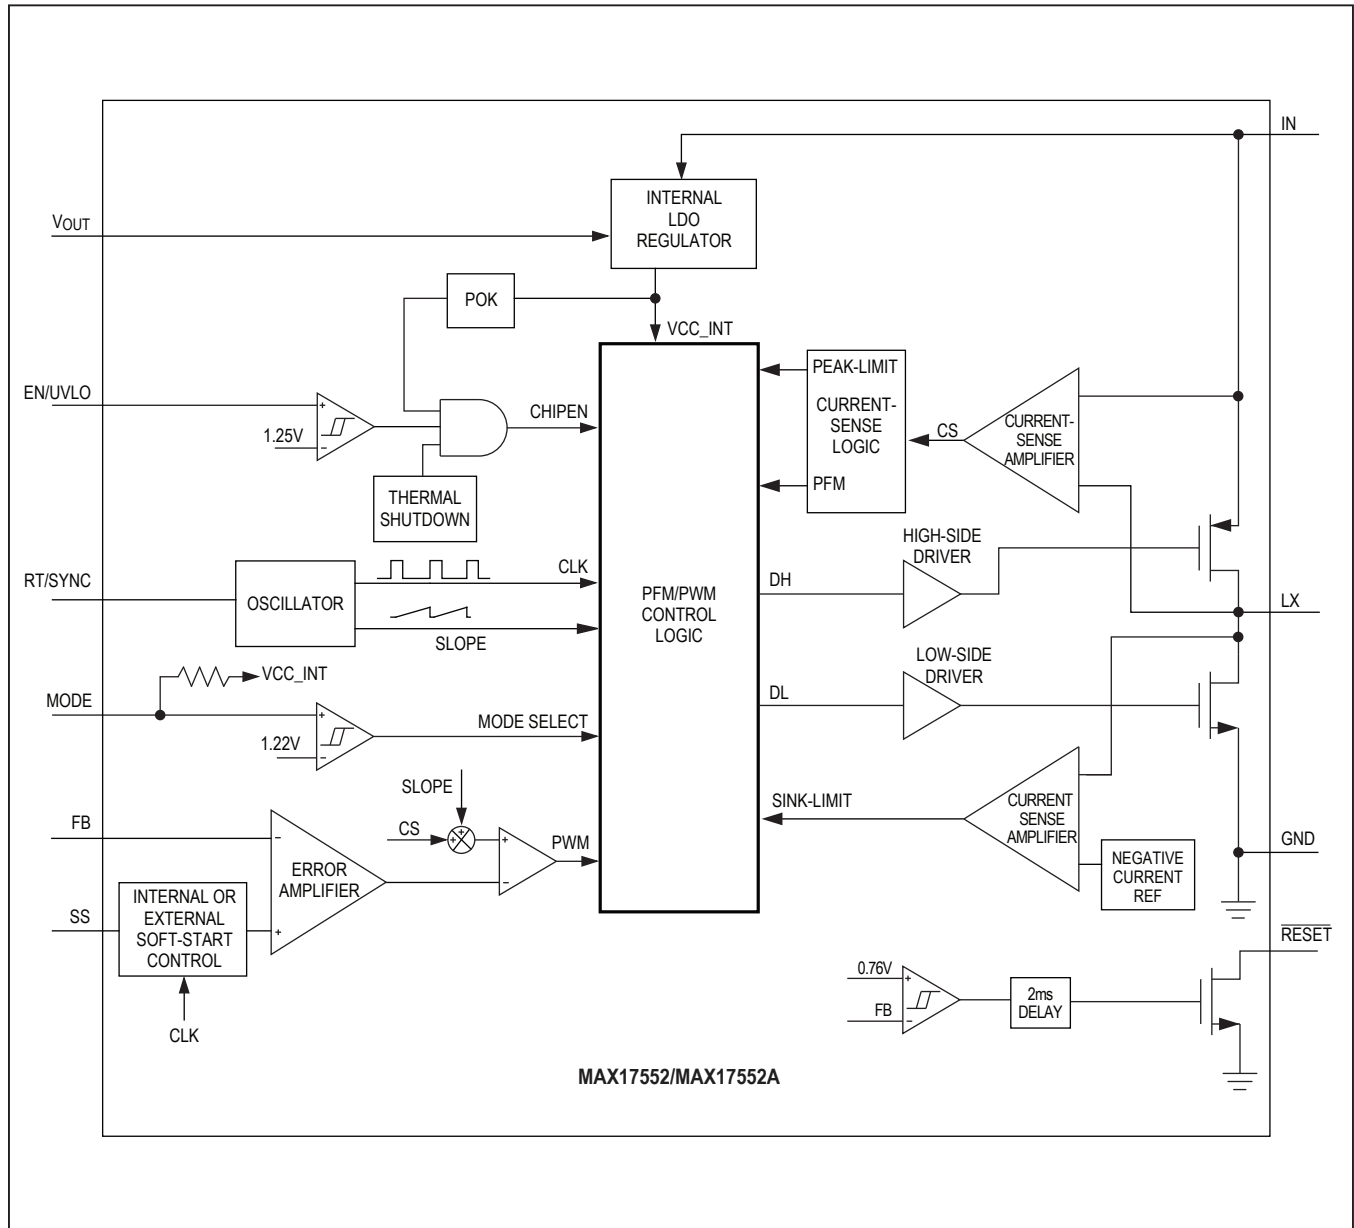 IN
INTERNAL
LDO
REGULATOR
VOUT
POK
VCC_INT
EN/UVLO
+
1.25V
−
CHIPEN
THERMAL
SHUTDOWN
PEAK-LIMIT
CURRENT-
SENSE
LOGIC
PFM
CS
CURRENT-
SENSE
AMPLIFIER
HIGH-SIDE
DRIVER
RT/SYNC
OSCILLATOR
CLK
SLOPE
PFM/PWM
CONTROL
LOGIC
DH
LX
LOW-SIDE
DRIVER
DL
VCC_INT
MODE
+
1.22V
−
MODE SELECT
SLOPE
CS
+
+
+
−
PWM
FB
−
ERROR
AMPLIFIER
+
SS
INTERNAL OR
EXTERNAL
SOFT-START
CONTROL
CLK
SINK-LIMIT
CURRENT
SENSE
AMPLIFIER
NEGATIVE
CURRENT
REF
GND
RESET
0.76V
+
FB
−
2ms
DELAY
MAX17552/MAX17552A